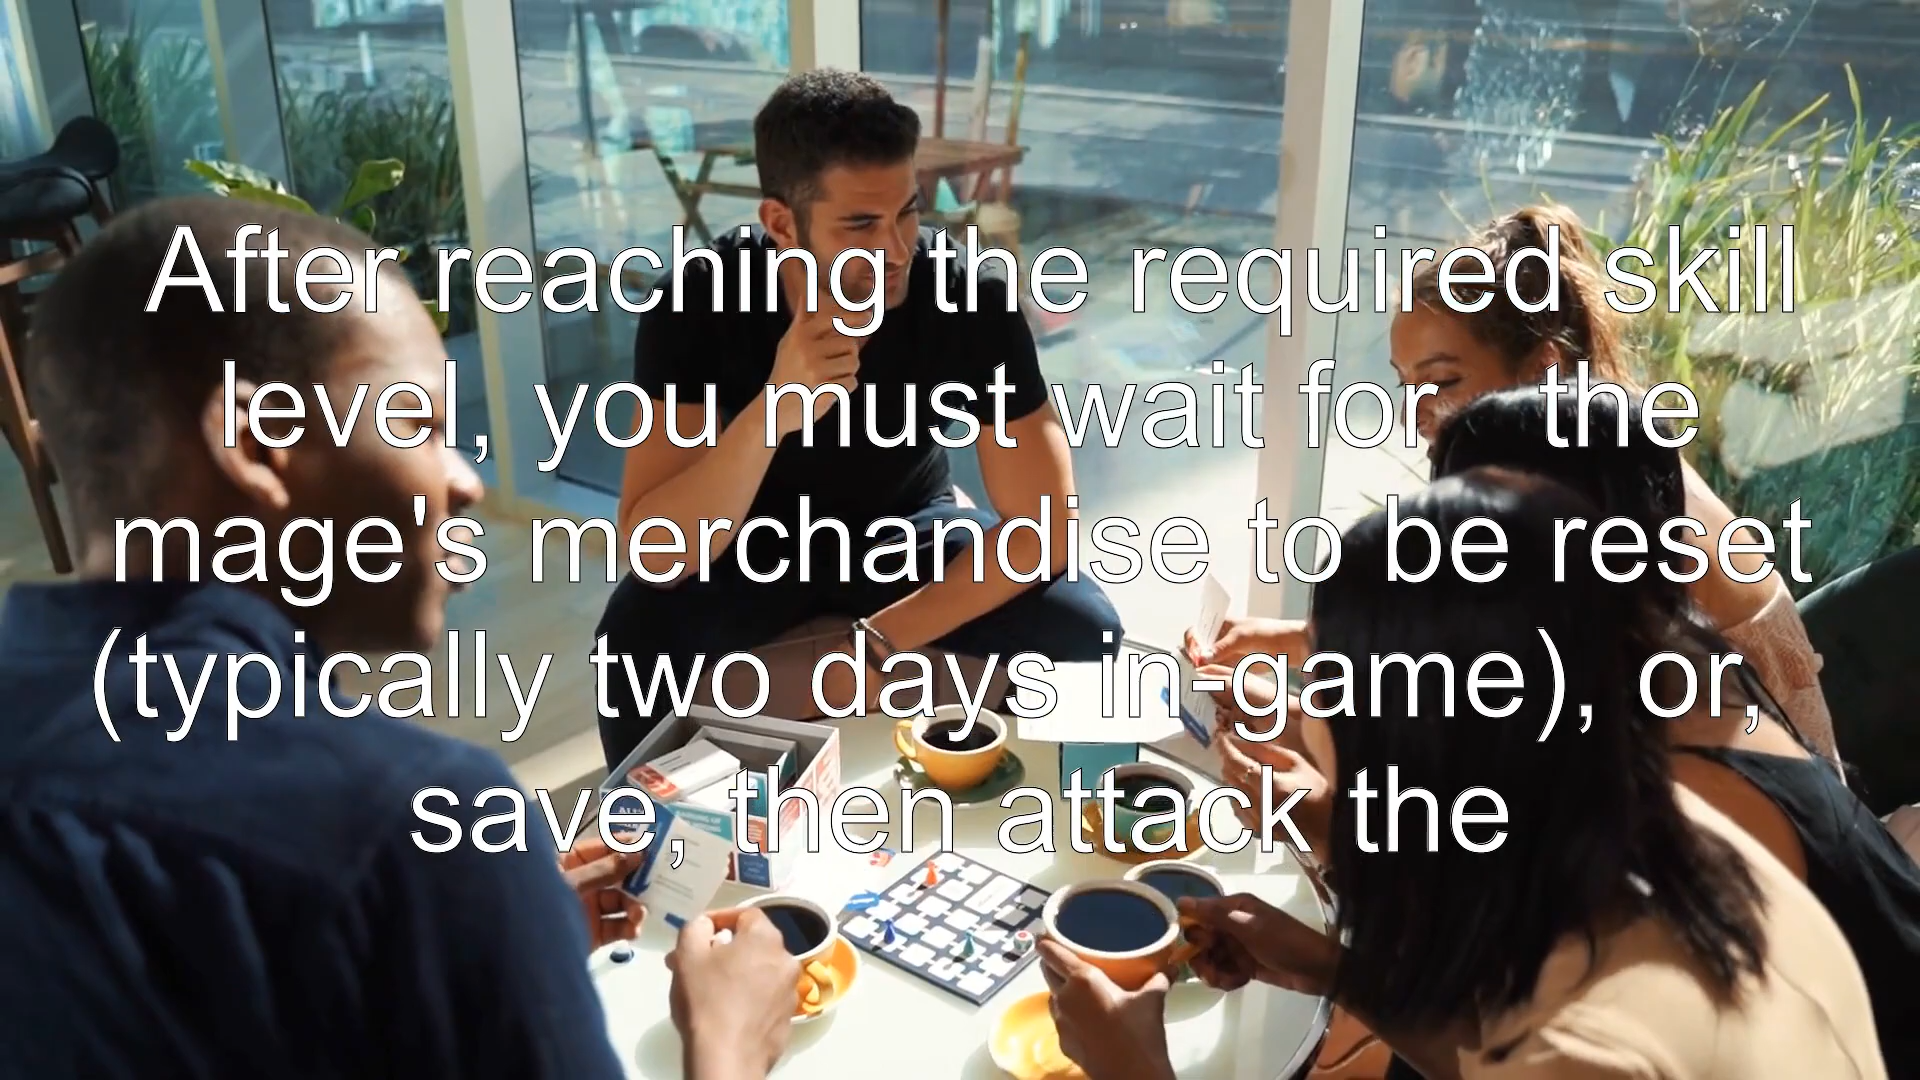 After reaching the required skill
level, you must wait for   the
mage's merchandise to be reset
(typically two days in-game), or,
save,  then attack the